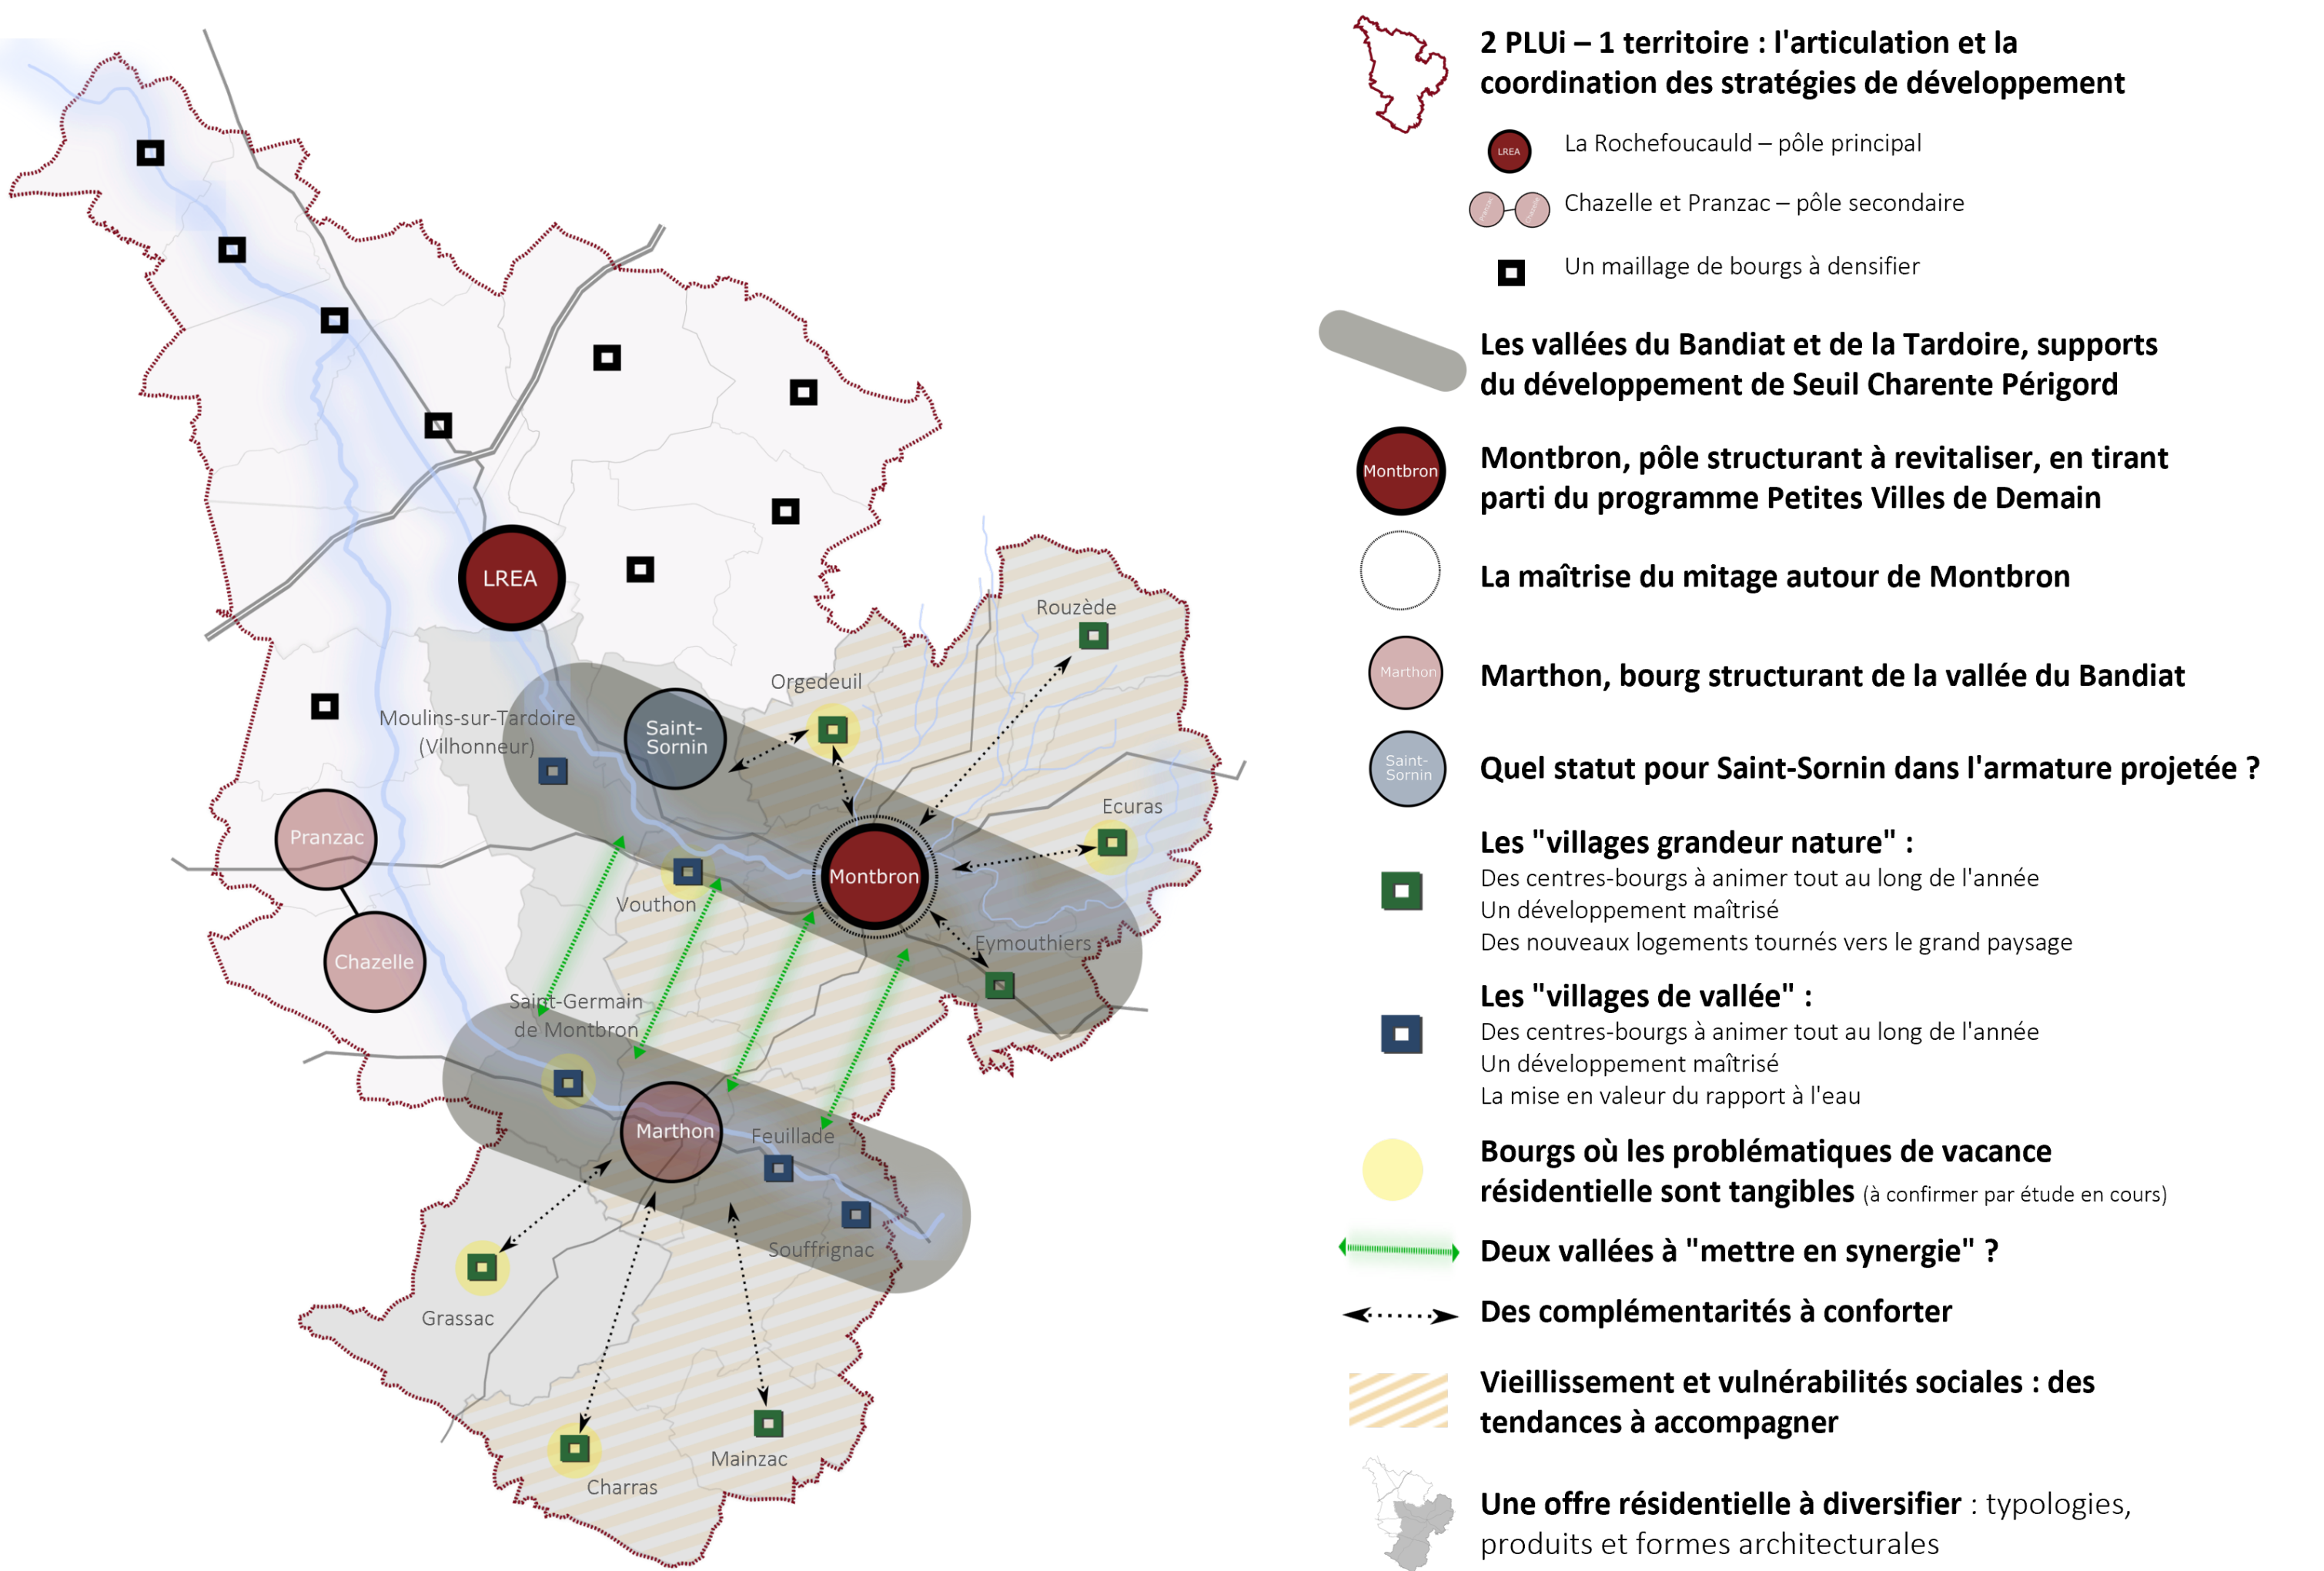 LREA
Rouzède
Orgedeuil
Moulins-sur-Tardoire
(Vilhonneur)
Saint-
Sornin
Ecuras
Pranzac
Montbron
Vouthon
Eymouthiers
Chazelle
Saint-Germain
de Montbron
Marthon
Feuillade
Souffrignac
Grassac
Mainzac
Charras
2 PLUi – 1 territoire : l'articulation et la
coordination des stratégies de développement
LREA
La Rochefoucauld – pôle principal
Pranzac
Chazelle
Chazelle et Pranzac – pôle secondaire
Un maillage de bourgs à densifier
Les vallées du Bandiat et de la Tardoire, supports
du développement de Seuil Charente Périgord
Montbron
Montbron, pôle structurant à revitaliser, en tirant
parti du programme Petites Villes de Demain
La maîtrise du mitage autour de Montbron
Marthon
Marthon, bourg structurant de la vallée du Bandiat
Saint-
Sornin
Quel statut pour Saint-Sornin dans l'armature projetée ?
Les "villages grandeur nature" :
Des centres-bourgs à animer tout au long de l'année
Un développement maîtrisé
Des nouveaux logements tournés vers le grand paysage
Les "villages de vallée" :
Des centres-bourgs à animer tout au long de l'année
Un développement maîtrisé
La mise en valeur du rapport à l'eau
Bourgs où les problématiques de vacance
résidentielle sont tangibles (à confirmer par étude en cours)
Deux vallées à "mettre en synergie" ?
Des complémentarités à conforter
Vieillissement et vulnérabilités sociales : des
tendances à accompagner
Une offre résidentielle à diversifier : typologies,
produits et formes architecturales